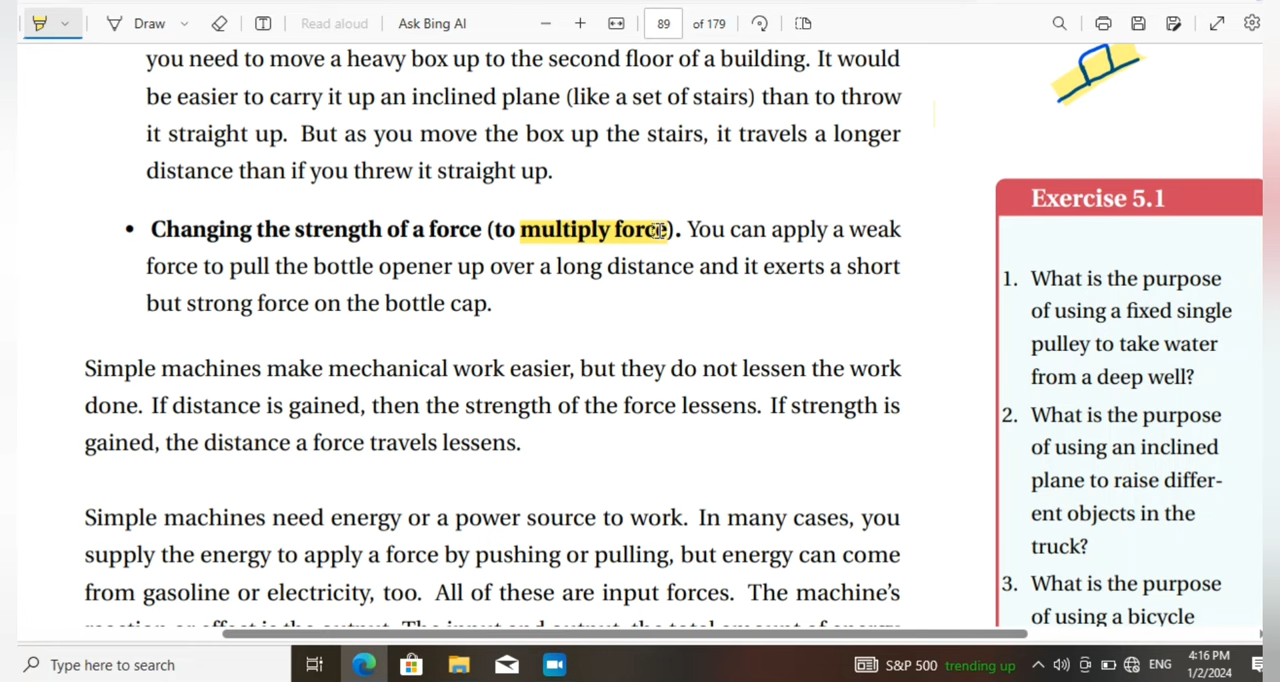 Draw
Read aloud
Ask Bing AI
89
of 179
you need to move a heavy box up to the second floor of a building. It would
be easier to carry it up an inclined plane (like a set of stairs) than to throw
it straight up. But as you move the box up the stairs, it travels a longer
distance than if you threw it straight up.
• Changing the strength of a force (to multiply force). You can apply a weak
force to pull the bottle opener up over a long distance and it exerts a short
but strong force on the bottle cap.
Simple machines make mechanical work easier, but they do not lessen the work
done. If distance is gained, then the strength of the force lessens. If strength is
gained, the distance a force travels lessens.
Simple machines need energy or a power source to work. In many cases, you
supply the energy to apply a force by pushing or pulling, but energy can come
from gasoline or electricity, too. All of these are input forces. The machine's
Exercise 5.1
1. What is the purpose
of using a fixed single
pulley to take water
from a deep well?
2. What is the purpose
of using an inclined
plane to raise differ-
ent objects in the
truck?
3. What is the purpose
of using a bicycle
Type here to search
S&P 500 trending up
ENG
4:16 PM
1/2/2024